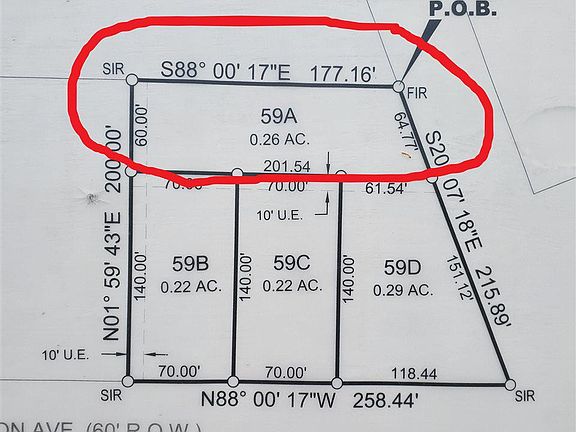 P.O.B.
SIR
S88° 00' 17"E 177.16'
FIR
60.00'
59A
0.26 AC.
64.77'
S20° 07' 18"E 215.89'
200.00'
201.54
70.00'
70.00'
61.54'
10' U.E.
N01° 59' 43"E
140.00'
59B
0.22 AC.
140.00'
59C
0.22 AC.
140.00'
59D
0.29 AC.
151.12'
10' U.E.
70.00'
70.00'
118.44
SIR
N88° 00' 17"W 258.44'
SIR
ON AVE. (60' R.O.W.)